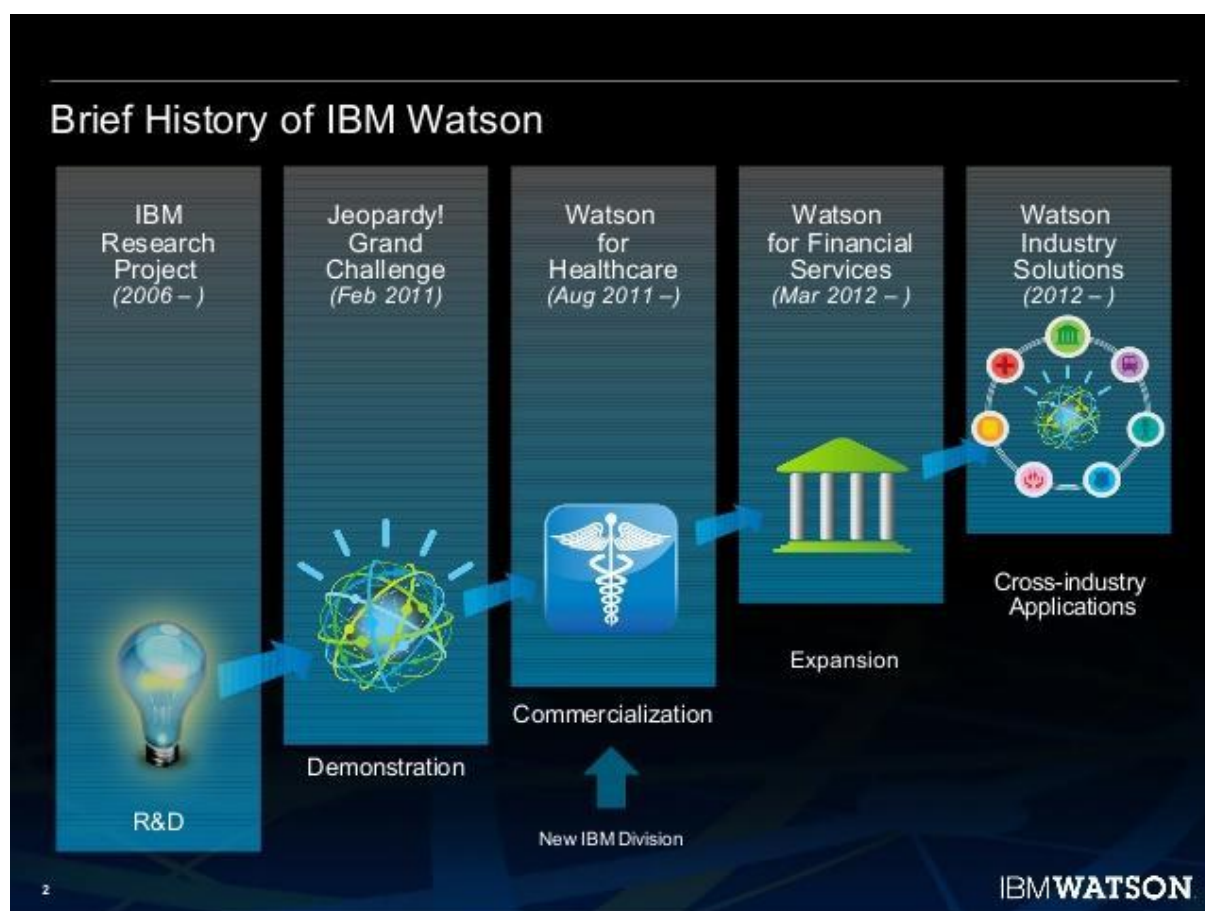 Brief History of IBM Watson
IBM
Research
Project
(2006 – )
R&D
Jeopardy!
Grand
Challenge
(Feb 2011)
Demonstration
Watson
for
Healthcare
(Aug 2011 –)
Commercialization
New IBM Division
Watson
for Financial
Services
(Mar 2012 – )
Expansion
Watson
Industry
Solutions
(2012 – )
Cross-industry
Applications
2
IBMWATSON